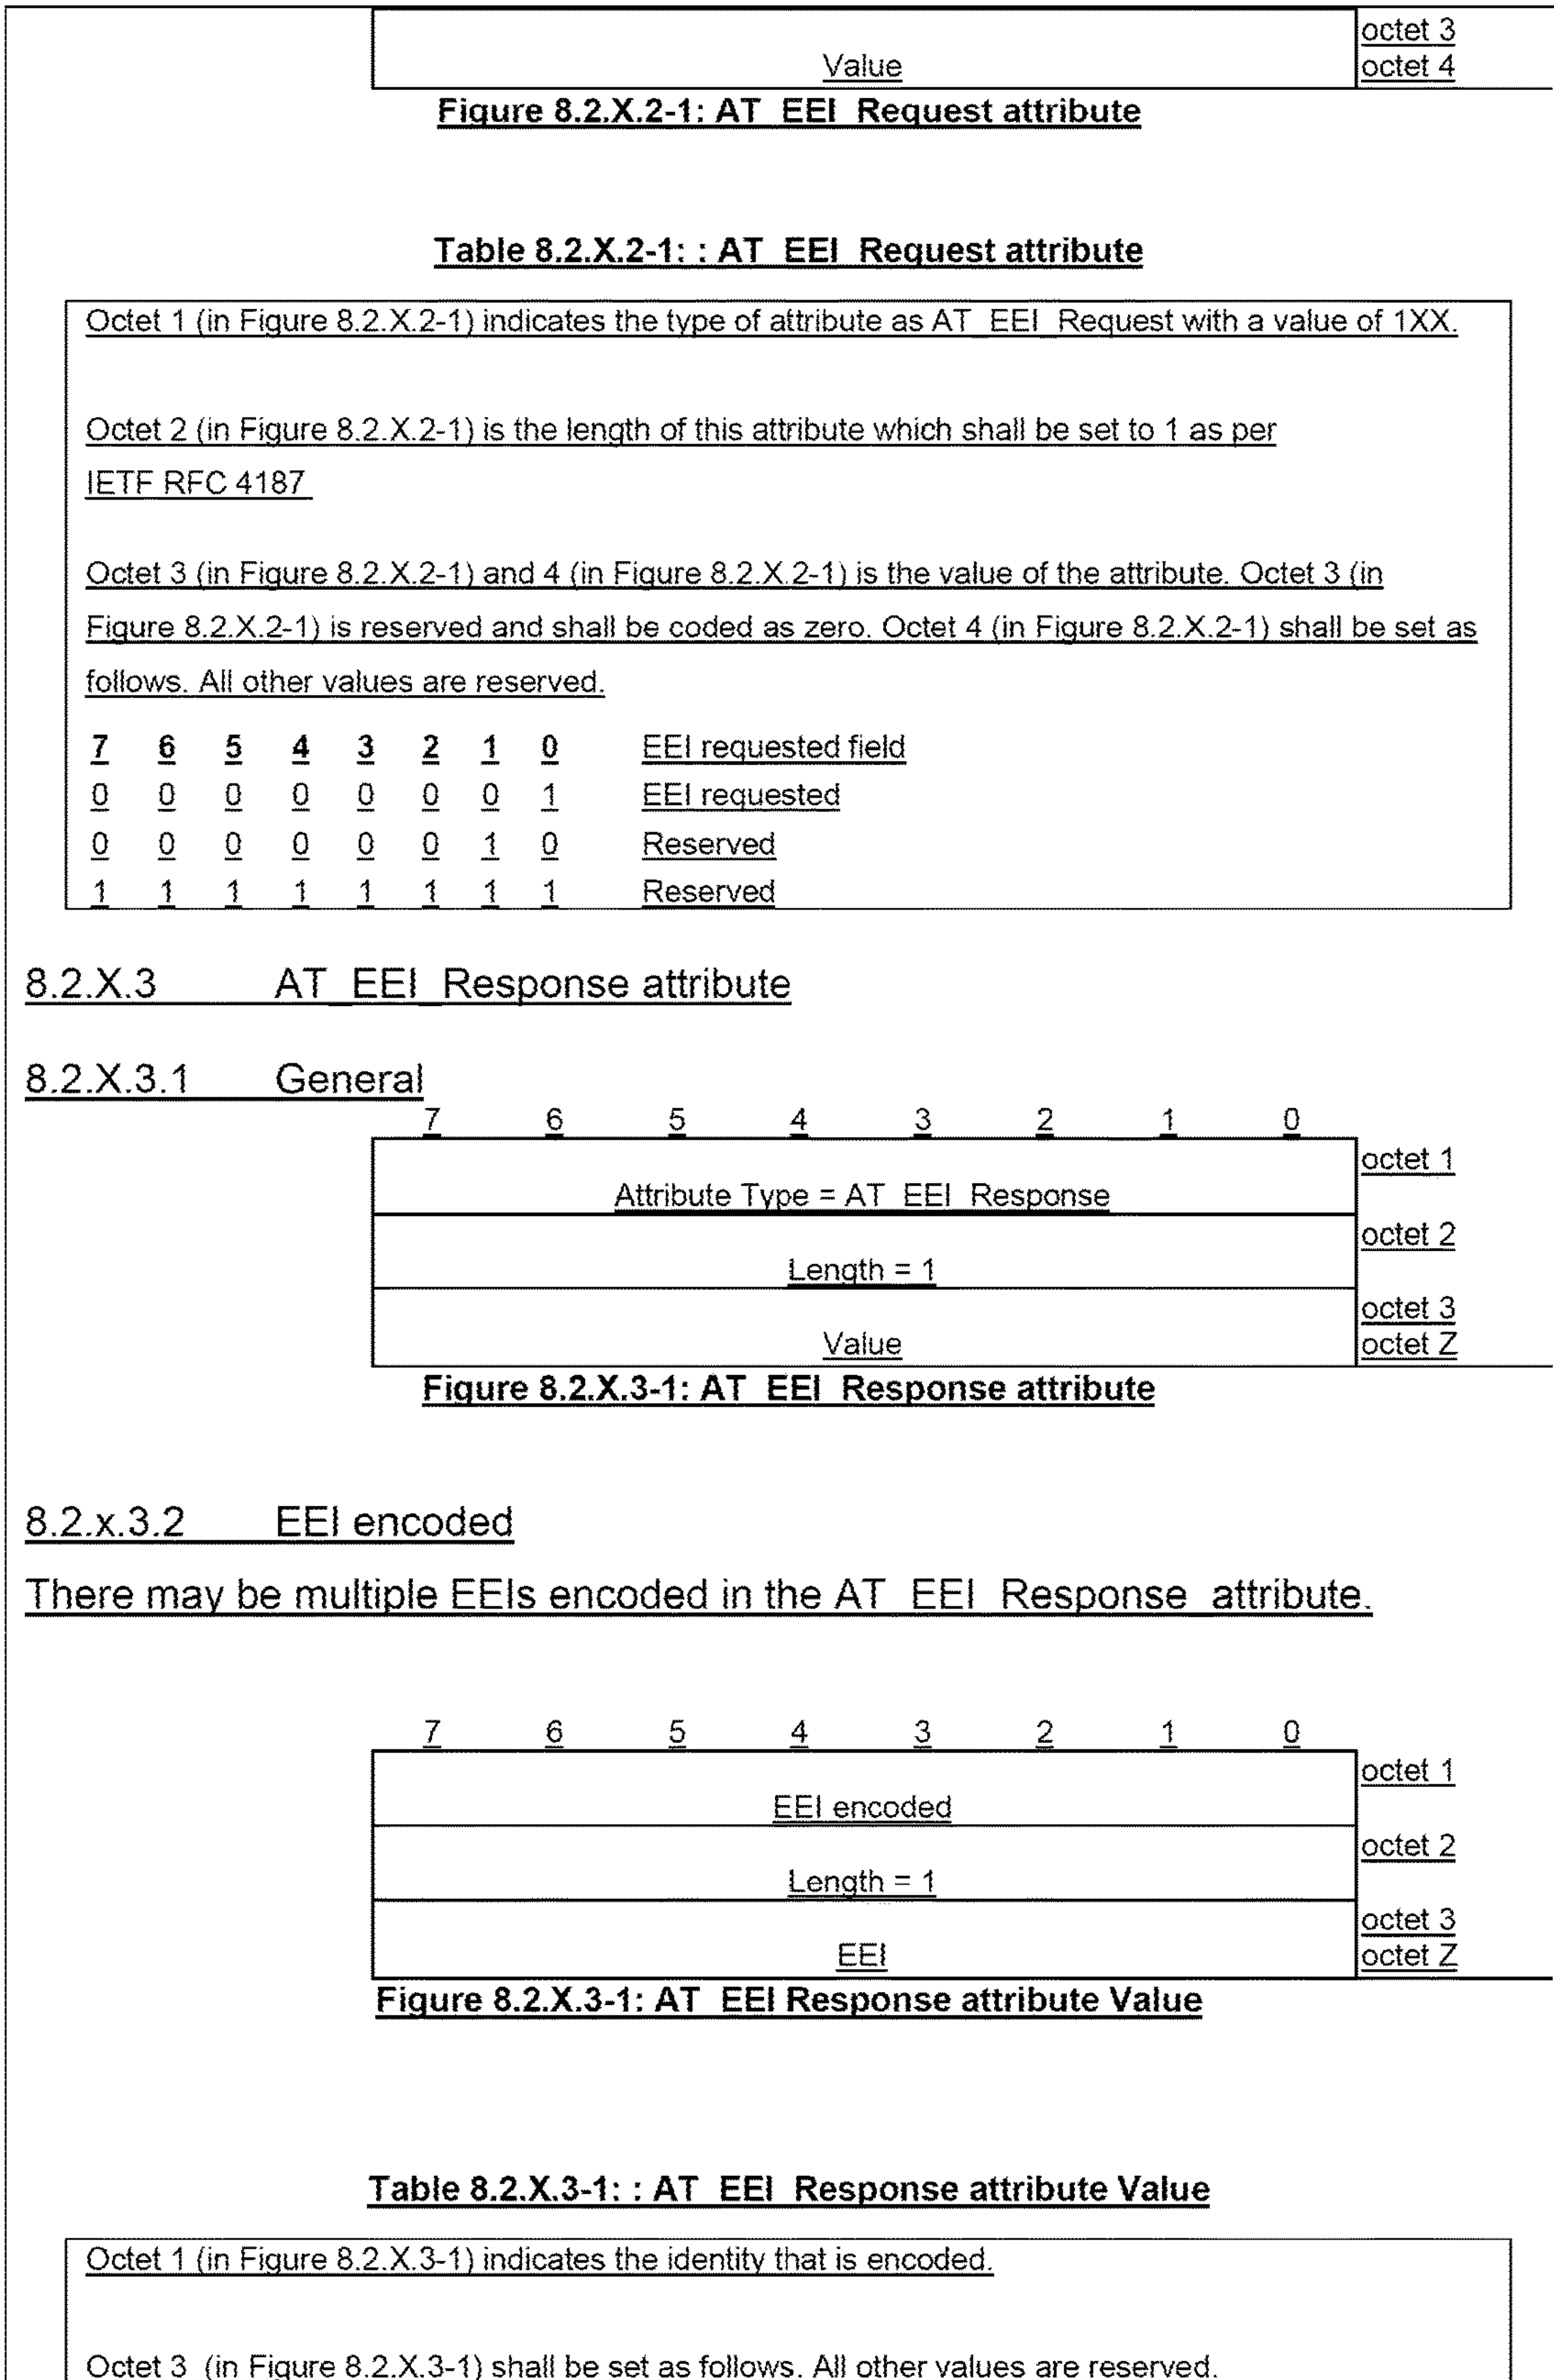 octet 3
Value octet 4
Figure 8.2.X.2-1: AT_EEI_Request attribute
Table 8.2.X.2-1: : AT_EEI_Request attribute
Octet 1 (in Figure 8.2.X.2-1) indicates the type of attribute as AT_EEI_Request with a value of 1XX.
Octet 2 (in Figure 8.2.X.2-1) is the length of this attribute which shall be set to 1 as per
IETF RFC 4187
Octet 3 (in Figure 8.2.X.2-1) and 4 (in Figure 8.2.X.2-1) is the value of the attribute. Octet 3 (in
Figure 8.2.X.2-1) is reserved and shall be coded as zero. Octet 4 (in Figure 8.2.X.2-1) shall be set as
follows. All other values are reserved.
7 6 5 4 3 2 1 0 EEI requested field
0 0 0 0 0 0 0 1 EEI requested
0 0 0 0 0 0 1 0 Reserved
1 1 1 1 1 1 1 1 Reserved
8.2.X.3 AT_EEI_Response attribute
8.2.X.3.1 General
7 6 5 4 3 2 1 0
octet 1
Attribute Type = AT_EEI_Response
octet 2
Length = 1
octet 3
Value octet Z
Figure 8.2.X.3-1: AT_EEI_Response attribute
8.2.x.3.2 EEI encoded
There may be multiple EEIs encoded in the AT_EEI_Response attribute.
7 6 5 4 3 2 1 0
octet 1
EEI encoded
octet 2
Length = 1
octet 3
EEI octet Z
Figure 8.2.X.3-1: AT_EEI Response attribute Value
Table 8.2.X.3-1: : AT_EEI_Response attribute Value
Octet 1 (in Figure 8.2.X.3-1) indicates the identity that is encoded.
Octet 3 (in Figure 8.2.X.3-1) shall be set as follows. All other values are reserved.